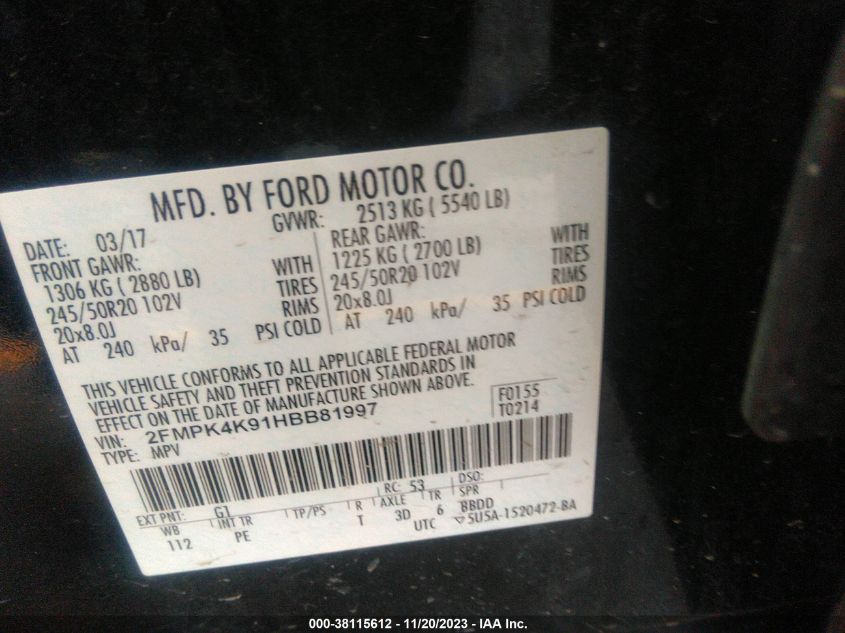 MFD. BY FORD MOTOR CO.
DATE: 03/17 GVWR: 2513 KG ( 5540 LB)
FRONT GAWR: REAR GAWR:
1306 KG ( 2880 LB) WITH 1225 KG ( 2700 LB) WITH
245/50R20 102V TIRES 245/50R20 102V TIRES
20x8.0J RIMS 20x8.0J RIMS
AT 240 kPa/ 35 PSI COLD AT 240 kPa/ 35 PSI COLD
THIS VEHICLE CONFORMS TO ALL APPLICABLE FEDERAL MOTOR
VEHICLE SAFETY AND THEFT PREVENTION STANDARDS IN
EFFECT ON THE DATE OF MANUFACTURE SHOWN ABOVE.
VIN: 2FMPK4K91HBB81997 F0155
TYPE: MPV T0214
EXT PNT: G1 RC: 53 DSO:
WB INT TR TP/PS R AXLE TR SPR
112 PE T 3D 6 BBDD
UTC ▽5U5A-1520472-BA
000-38115612 - 11/20/2023 - IAA Inc.